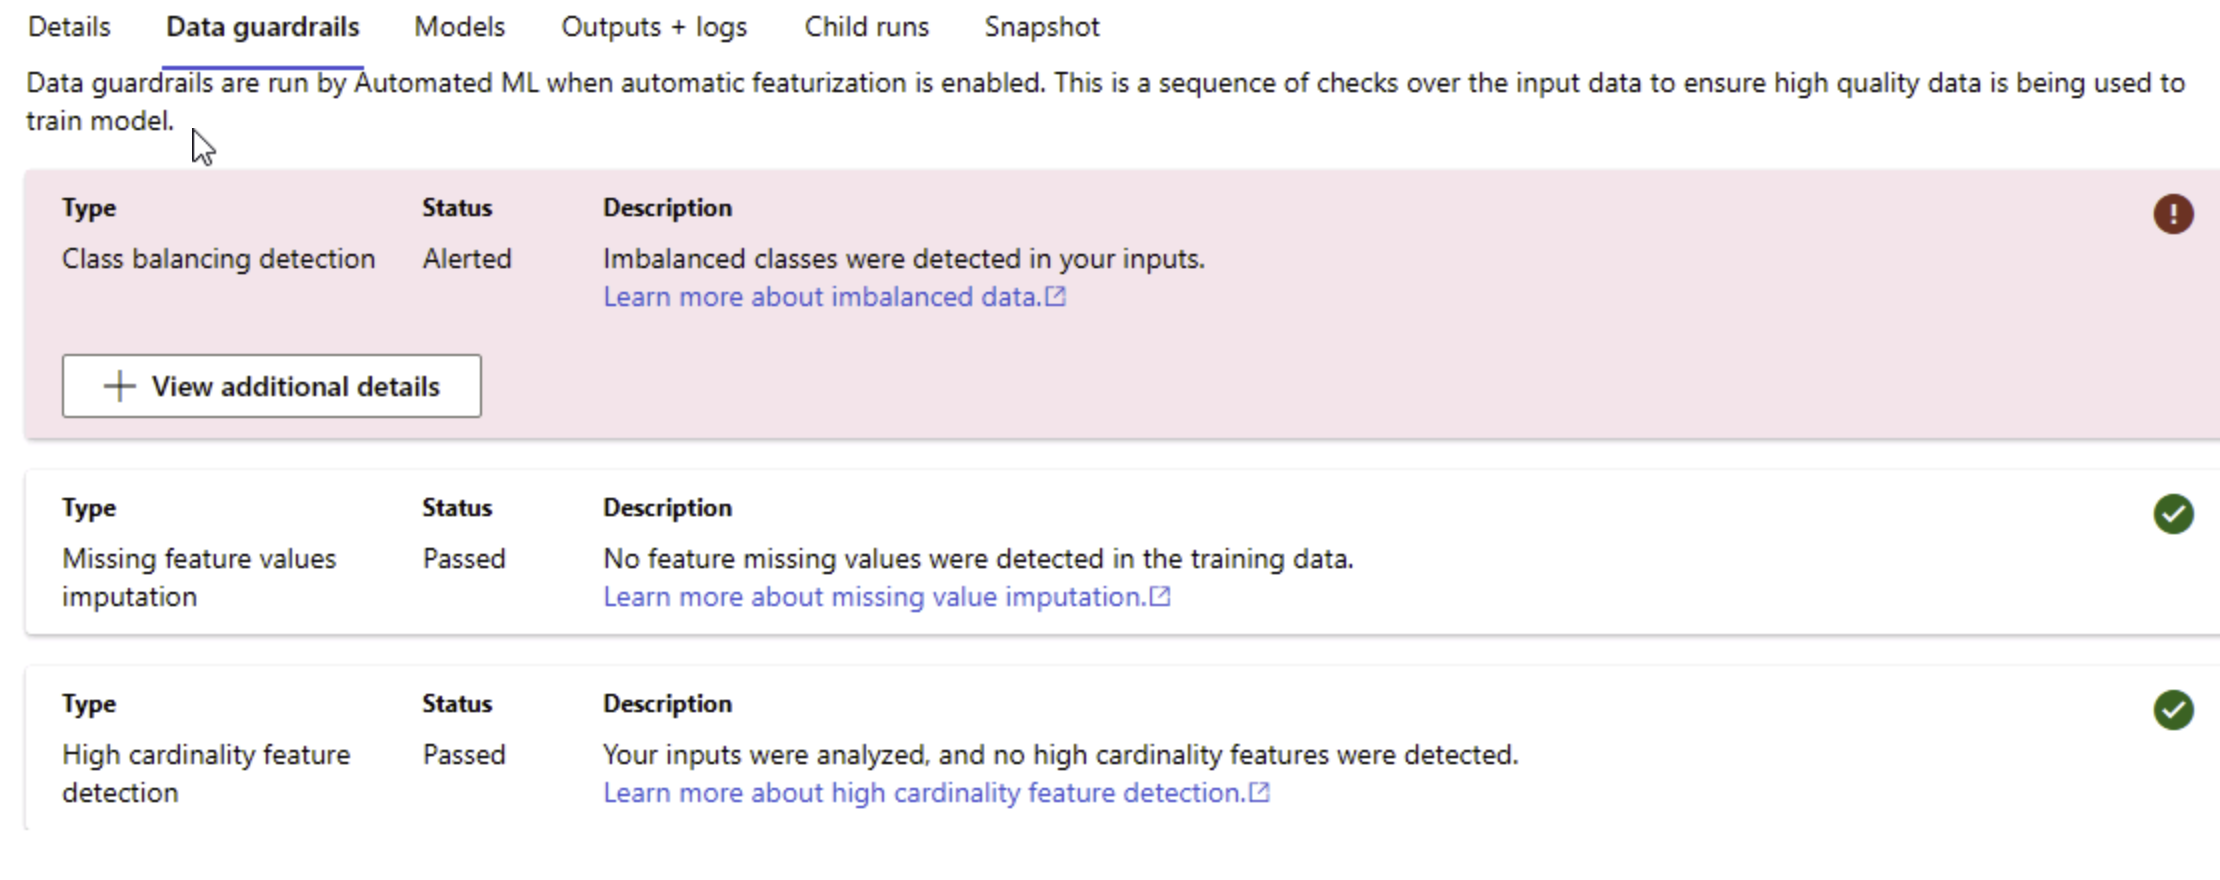 Details Data guardrails Models Outputs + logs Child runs Snapshot
Data guardrails are run by Automated ML when automatic featurization is enabled. This is a sequence of checks over the input data to ensure high quality data is being used to
train model.
Type Status Description
Class balancing detection Alerted Imbalanced classes were detected in your inputs.
Learn more about imbalanced data.
View additional details
Type Status Description
Missing feature values Passed No feature missing values were detected in the training data.
imputation Learn more about missing value imputation.
Type Status Description
High cardinality feature Passed Your inputs were analyzed, and no high cardinality features were detected.
detection Learn more about high cardinality feature detection.